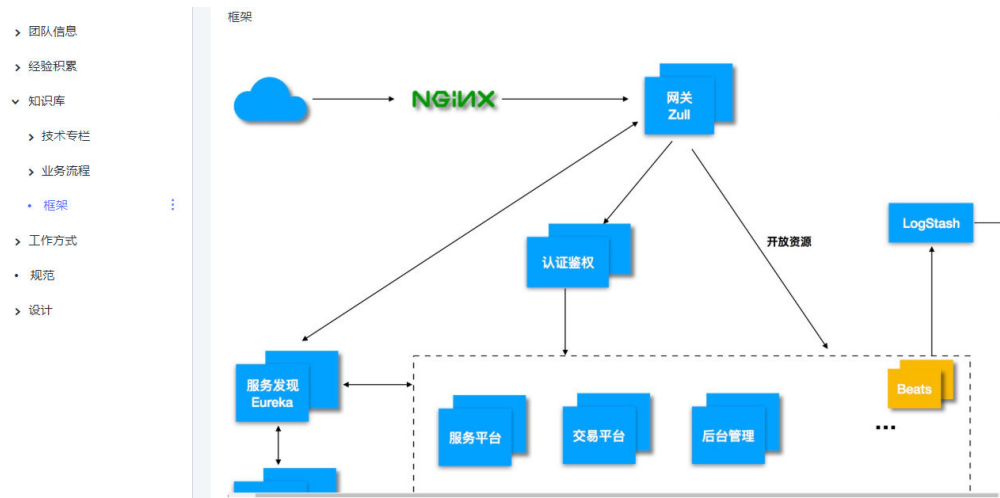 团队信息
经验积累
知识库
技术专栏
业务流程
框架
工作方式
规范
设计
框架
NGiNX
网关
Zull
认证鉴权
开放资源
LogStash
服务发现
Eureka
Beats
服务平台
交易平台
后台管理
...